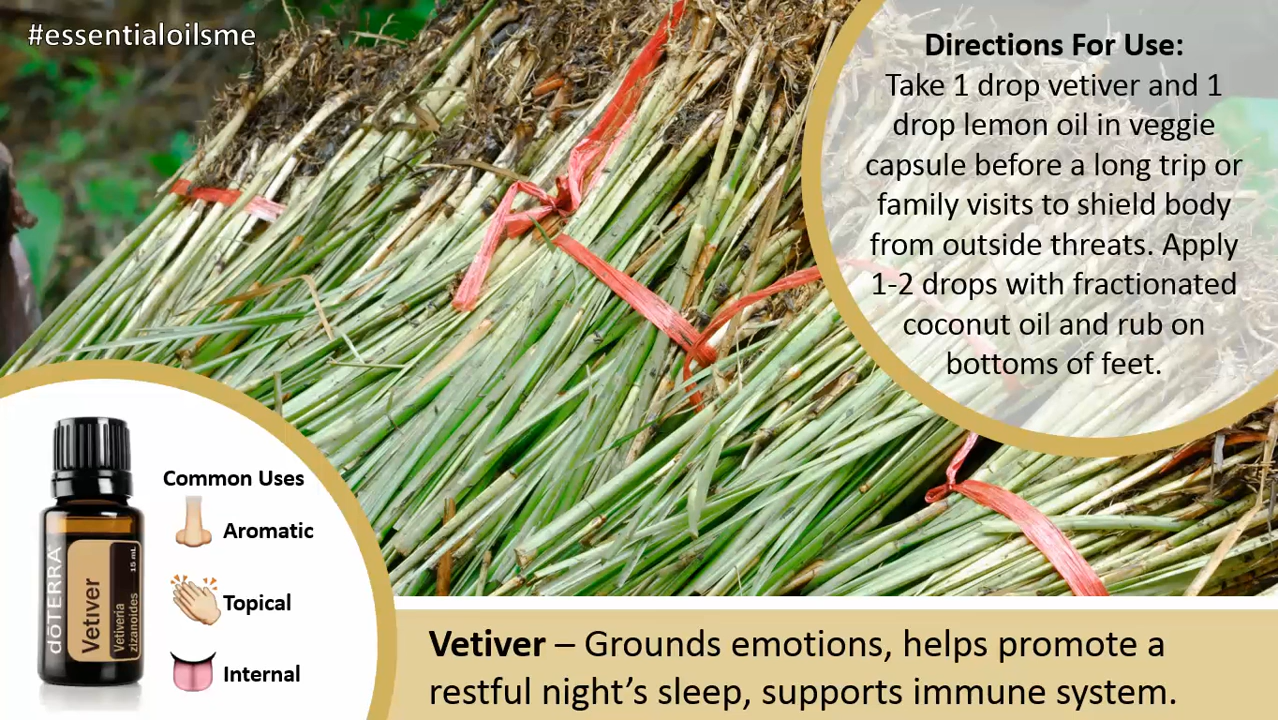 #essentialoilsme
Directions For Use:
Take 1 drop vetiver and 1
drop lemon oil in veggie
capsule before a long trip or
family visits to shield body
from outside threats. Apply
1-2 drops with fractionated
coconut oil and rub on
bottoms of feet.
Common Uses
Aromatic
Topical
Internal
dōTERRA
Vetiver
Vetiveria
zizanoides
15 mL
Vetiver – Grounds emotions, helps promote a
restful night’s sleep, supports immune system.